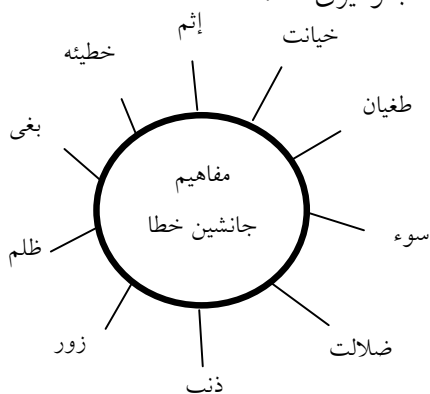 إثم
خیانت
طغیان
سوء
ضلالت
ذنب
زور
ظلم
بغی
خطیئه
مفاهیم
جانشین خطا